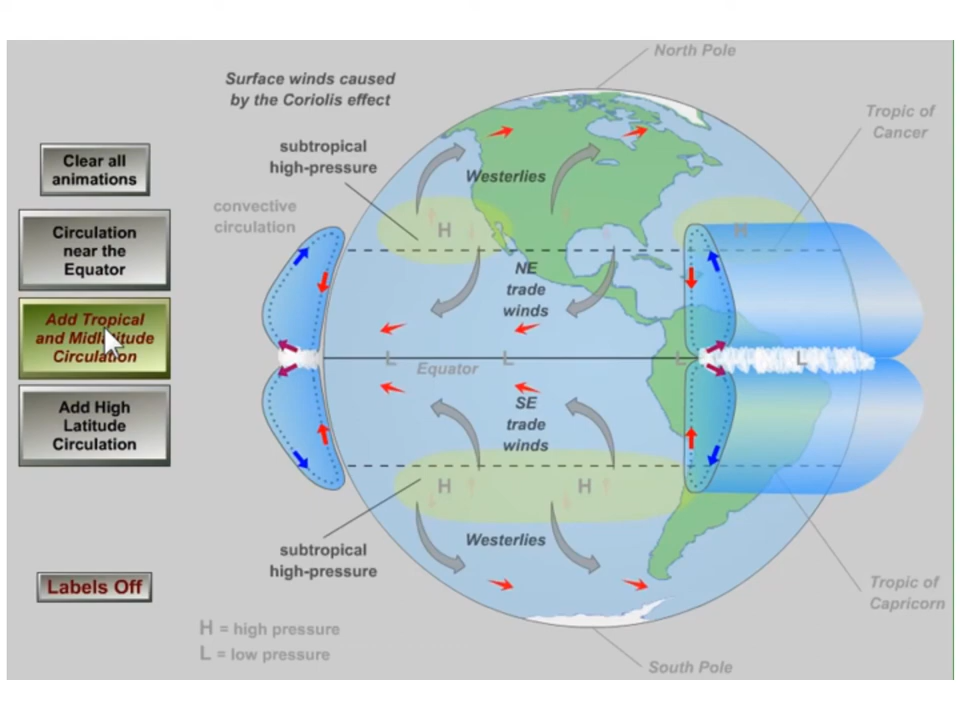 North Pole
Surface winds caused
by the Coriolis effect
Tropic of
Cancer
subtropical
high-pressure
Clear all
animations
Westerlies
convective
circulation
H
H
Circulation
near the
Equator
NE
trade
winds
Add Tropical
and Midlatitude
Circulation
L
L
L
L
Equator
Add High
Latitude
Circulation
SE
trade
winds
H
H
Westerlies
subtropical
high-pressure
Labels Off
Tropic of
Capricorn
H = high pressure
L = low pressure
South Pole